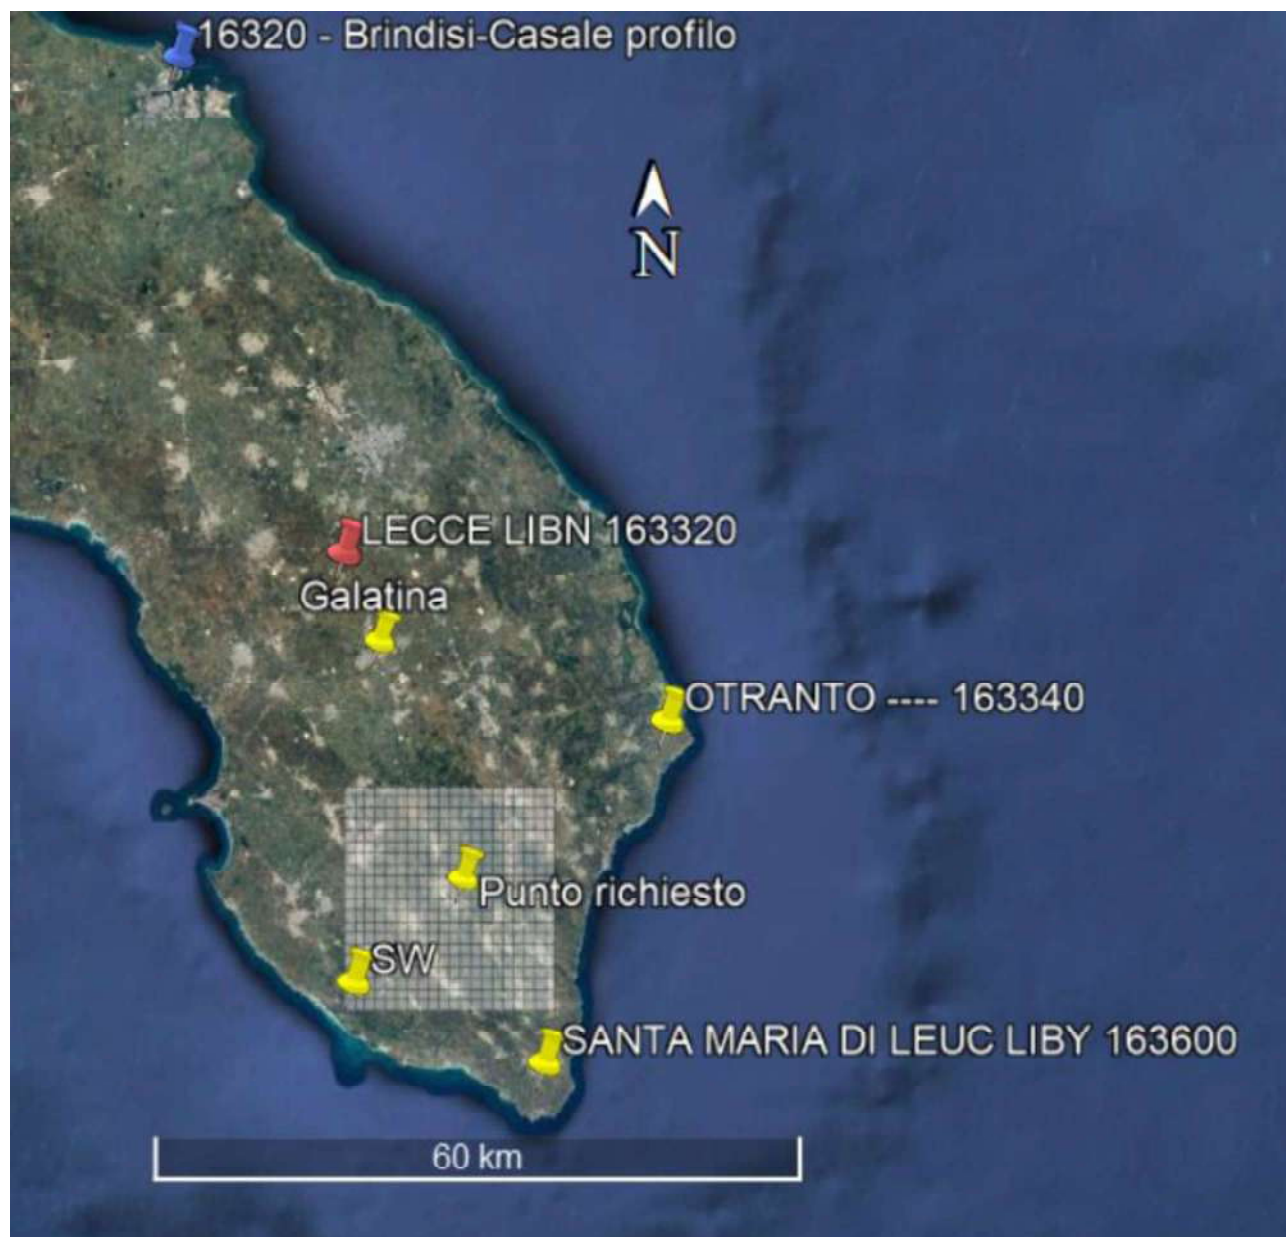 16320 - Brindisi-Casale profilo
N
LECCE LIBN 163320
Galatina
OTRANTO ---- 163340
Punto richiesto
SW
SANTA MARIA DI LEUC LIBY 163600
60 km